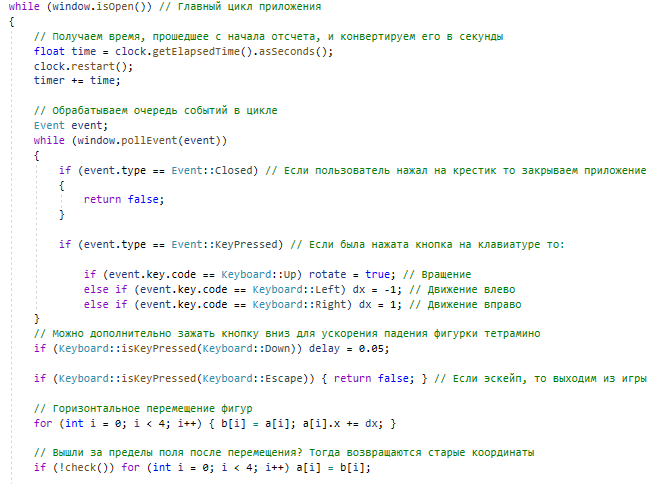 while (window.isOpen()) // Главный цикл приложения
{
// Получаем время, прошедшее с начала отсчета, и конвертируем его в секунды
float time = clock.getElapsedTime().asSeconds();
clock.restart();
timer += time;
// Обрабатываем очередь событий в цикле
Event event;
while (window.pollEvent(event))
{
if (event.type == Event::Closed) // Если пользователь нажал на крестик то закрываем приложение
{
return false;
}
if (event.type == Event::KeyPressed) // Если была нажата кнопка на клавиатуре то:
if (event.key.code == Keyboard::Up) rotate = true; // Вращение
else if (event.key.code == Keyboard::Left) dx = -1; // Движение влево
else if (event.key.code == Keyboard::Right) dx = 1; // Движение вправо
}
// Можно дополнительно зажать кнопку вниз для ускорения падения фигурки тетрамино
if (Keyboard::isKeyPressed(Keyboard::Down)) delay = 0.05;
if (Keyboard::isKeyPressed(Keyboard::Escape)) { return false; } // Если эскейп, то выходим из игры
// Горизонтальное перемещение фигур
for (int i = 0; i < 4; i++) { b[i] = a[i]; a[i].x += dx; }
// Вышли за пределы поля после перемещения? Тогда возвращаются старые координаты
if (!check()) for (int i = 0; i < 4; i++) a[i] = b[i];